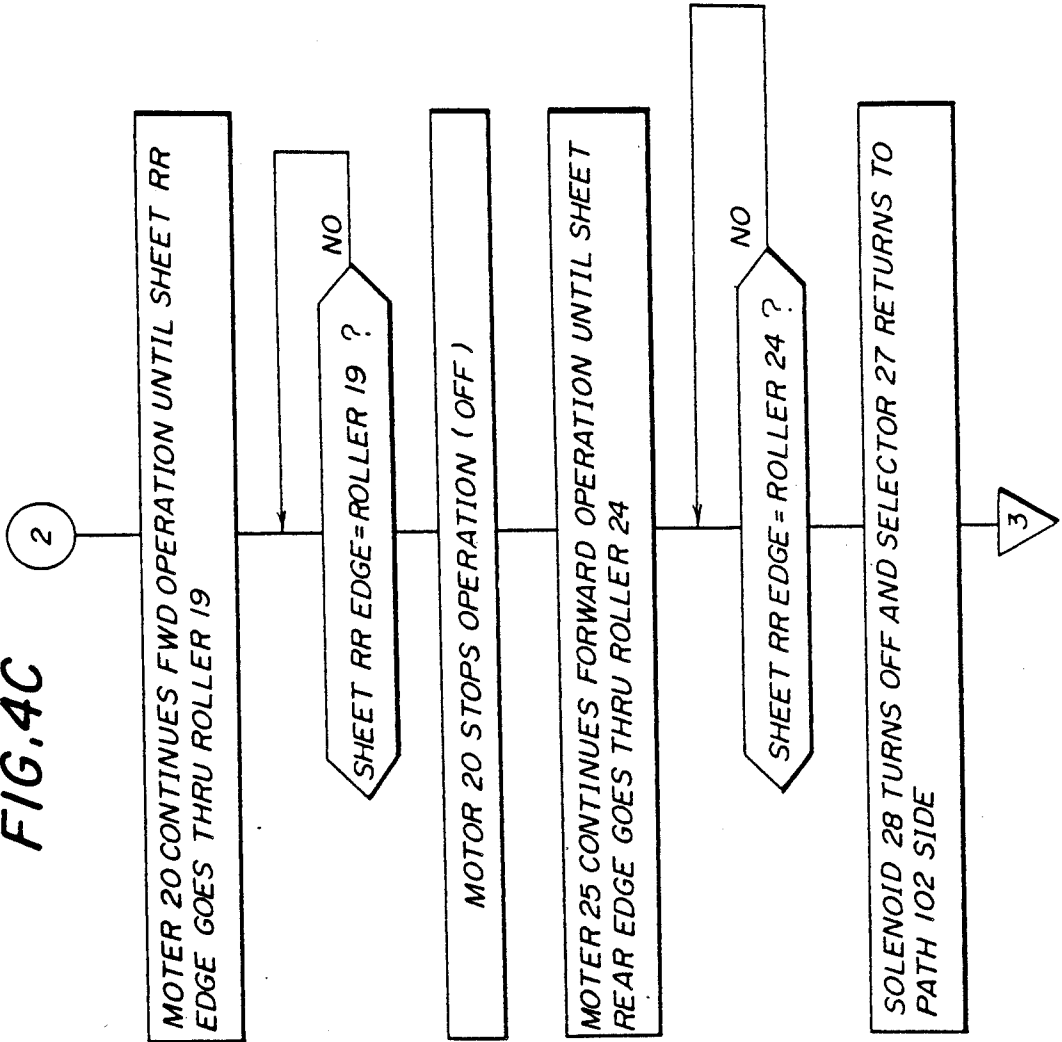 FIG.4C
2
MOTER 20 CONTINUES FWD OPERATION UNTIL SHEET RR
EDGE GOES THRU ROLLER 19
SHEET RR EDGE=ROLLER 19 ?
NO
MOTOR 20 STOPS OPERATION (OFF)
MOTER 25 CONTINUES FORWARD OPERATION UNTIL SHEET
REAR EDGE GOES THRU ROLLER 24
SHEET RR EDGE=ROLLER 24 ?
NO
SOLENOID 28 TURNS OFF AND SELECTOR 27 RETURNS TO
PATH 102 SIDE
3